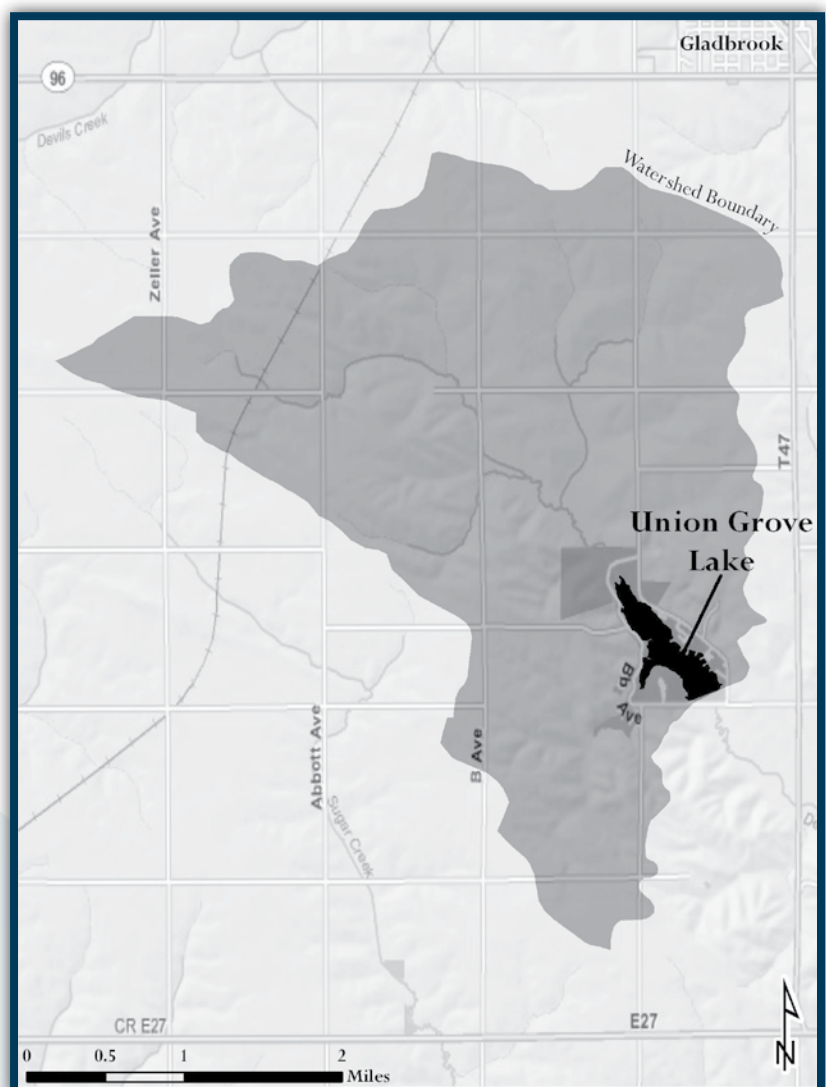 Gladbrook
96
Devils Creek
Watershed Boundary
Zeller Ave
T47
Union Grove
Lake
Bp
Ave
Abbott Ave
B Ave
Sugar Creek
CR E27
E27
N
0 0.5 1 2
Miles